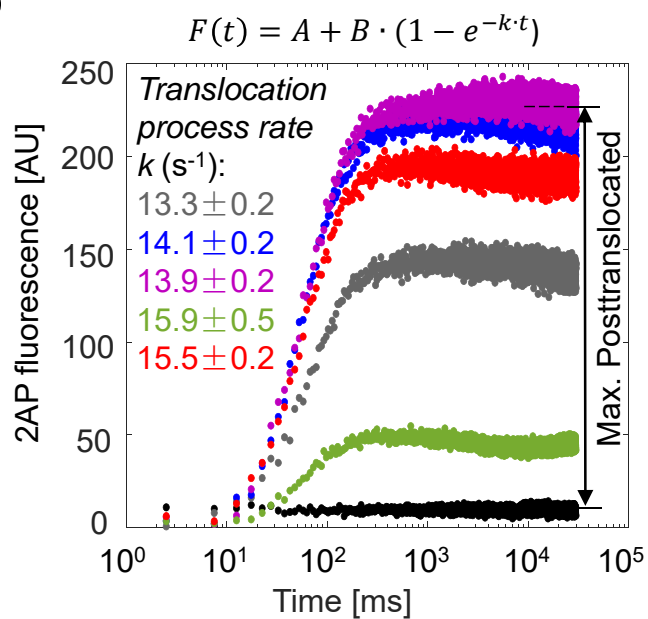 )
F(t) = A + B · (1 − e^{−k·t})
Translocation
process rate
k (s⁻¹):
13.3±0.2
14.1±0.2
13.9±0.2
15.9±0.5
15.5±0.2
Max. Posttranslocated
2AP fluorescence [AU]
250
200
150
100
50
0
10⁰ 10¹ 10² 10³ 10⁴ 10⁵
Time [ms]